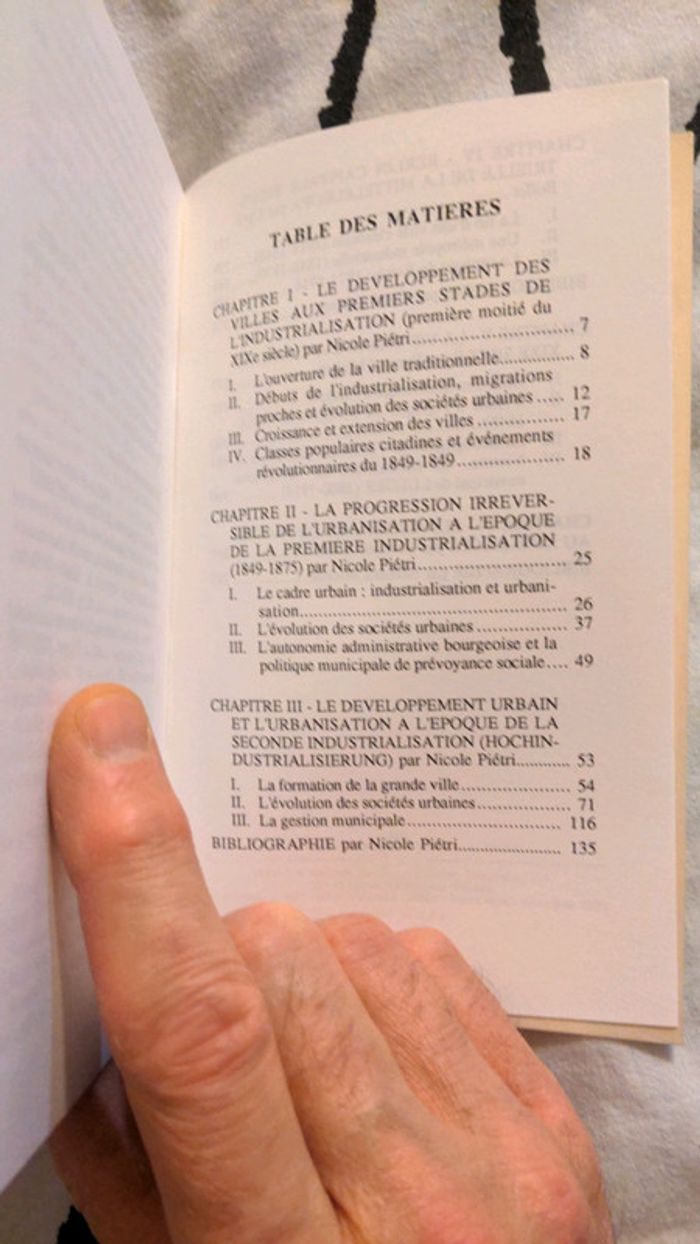 TABLE DES MATIERES
CHAPITRE I - LE DEVELOPPEMENT DES
VILLES AUX PREMIERS STADES DE
L'INDUSTRIALISATION (première moitié du
XIXe siècle) par Nicole Piétri.............................. 7
I. L'ouverture de la ville traditionnelle............... 8
II. Débuts de l'industrialisation, migrations
proches et évolution des sociétés urbaines ..... 12
III. Croissance et extension des villes ................ 17
IV. Classes populaires citadines et événements
révolutionnaires du 1849-1849.................... 18
CHAPITRE II - LA PROGRESSION IRREVER-
SIBLE DE L'URBANISATION A L'EPOQUE
DE LA PREMIERE INDUSTRIALISATION
(1849-1875) par Nicole Piétri............................ 25
I. Le cadre urbain : industrialisation et urbani-
sation.................................................... 26
II. L'évolution des sociétés urbaines ................. 37
III. L'autonomie administrative bourgeoise et la
politique municipale de prévoyance sociale.... 49
CHAPITRE III - LE DEVELOPPEMENT URBAIN
ET L'URBANISATION A L'EPOQUE DE LA
SECONDE INDUSTRIALISATION (HOCHIN-
DUSTRIALISIERUNG) par Nicole Piétri........... 53
I. La formation de la grande ville..................... 54
II. L'évolution des sociétés urbaines.................. 71
III. La gestion municipale............................... 116
BIBLIOGRAPHIE par Nicole Piétri...................... 135